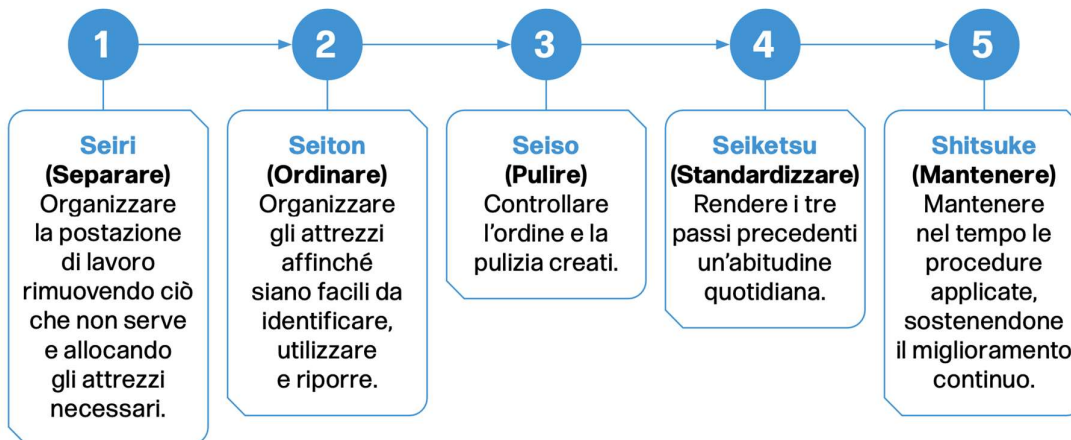 1
Seiri
(Separare)
Organizzare
la postazione
di lavoro
rimuovendo ciò
che non serve
e allocando
gli attrezzi
necessari.
2
Seiton
(Ordinare)
Organizzare
gli attrezzi
affinché
siano facili da
identificare,
utilizzare
e riporre.
3
Seiso
(Pulire)
Controllare
l'ordine e la
pulizia creati.
4
Seiketsu
(Standardizzare)
Rendere i tre
passi precedenti
un'abitudine
quotidiana.
5
Shitsuke
(Mantenere)
Mantenere
nel tempo le
procedure
applicate,
sostenendone
il miglioramento
continuo.